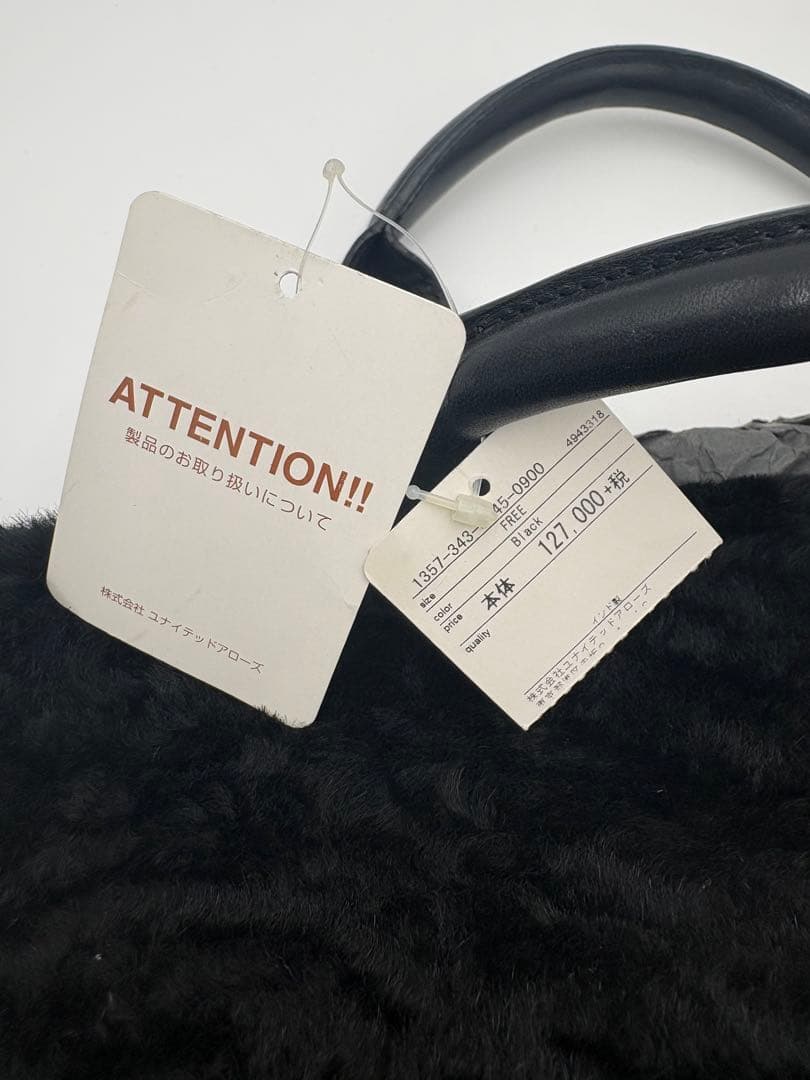 ATTENTION!!
製品のお取り扱いについて
株式会社 ユナイテッドアローズ
4943318
1357-343- 45-0900
size FREE
color Black
price 本体 127,000+税
quality
インド製
株式会社ユナイテッドアローズ